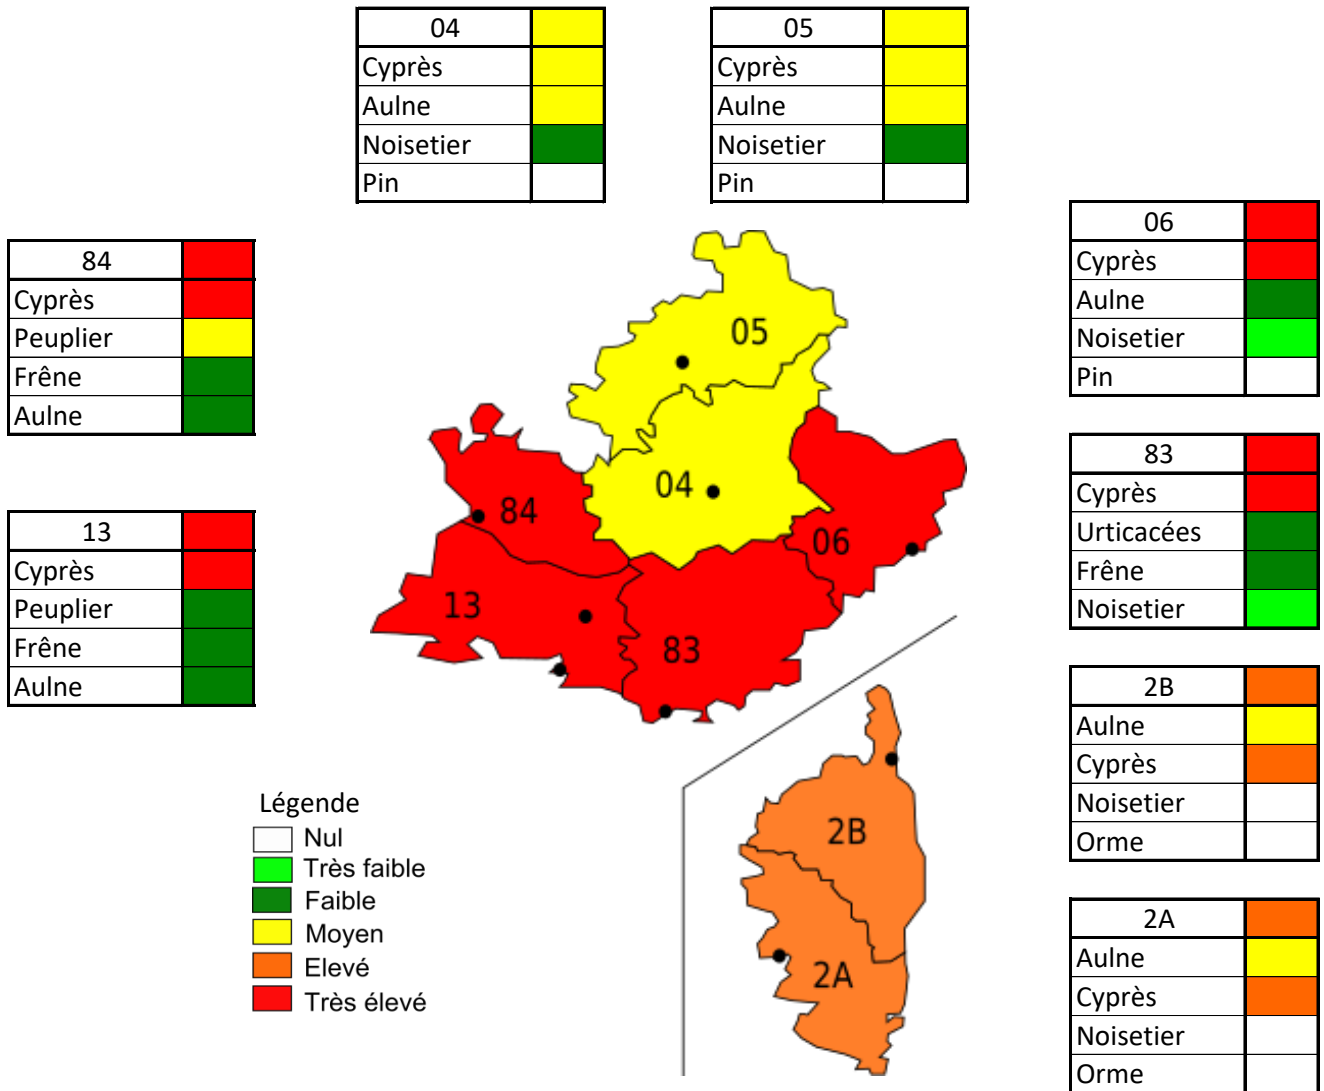 04
Cyprès
Aulne
Noisetier
Pin
05
Cyprès
Aulne
Noisetier
Pin
84
Cyprès
Peuplier
Frêne
Aulne
13
Cyprès
Peuplier
Frêne
Aulne
05
04
84
06
13
83
2B
2A
06
Cyprès
Aulne
Noisetier
Pin
83
Cyprès
Urticacées
Frêne
Noisetier
2B
Aulne
Cyprès
Noisetier
Orme
2A
Aulne
Cyprès
Noisetier
Orme
Légende
Nul
Très faible
Faible
Moyen
Elevé
Très élevé